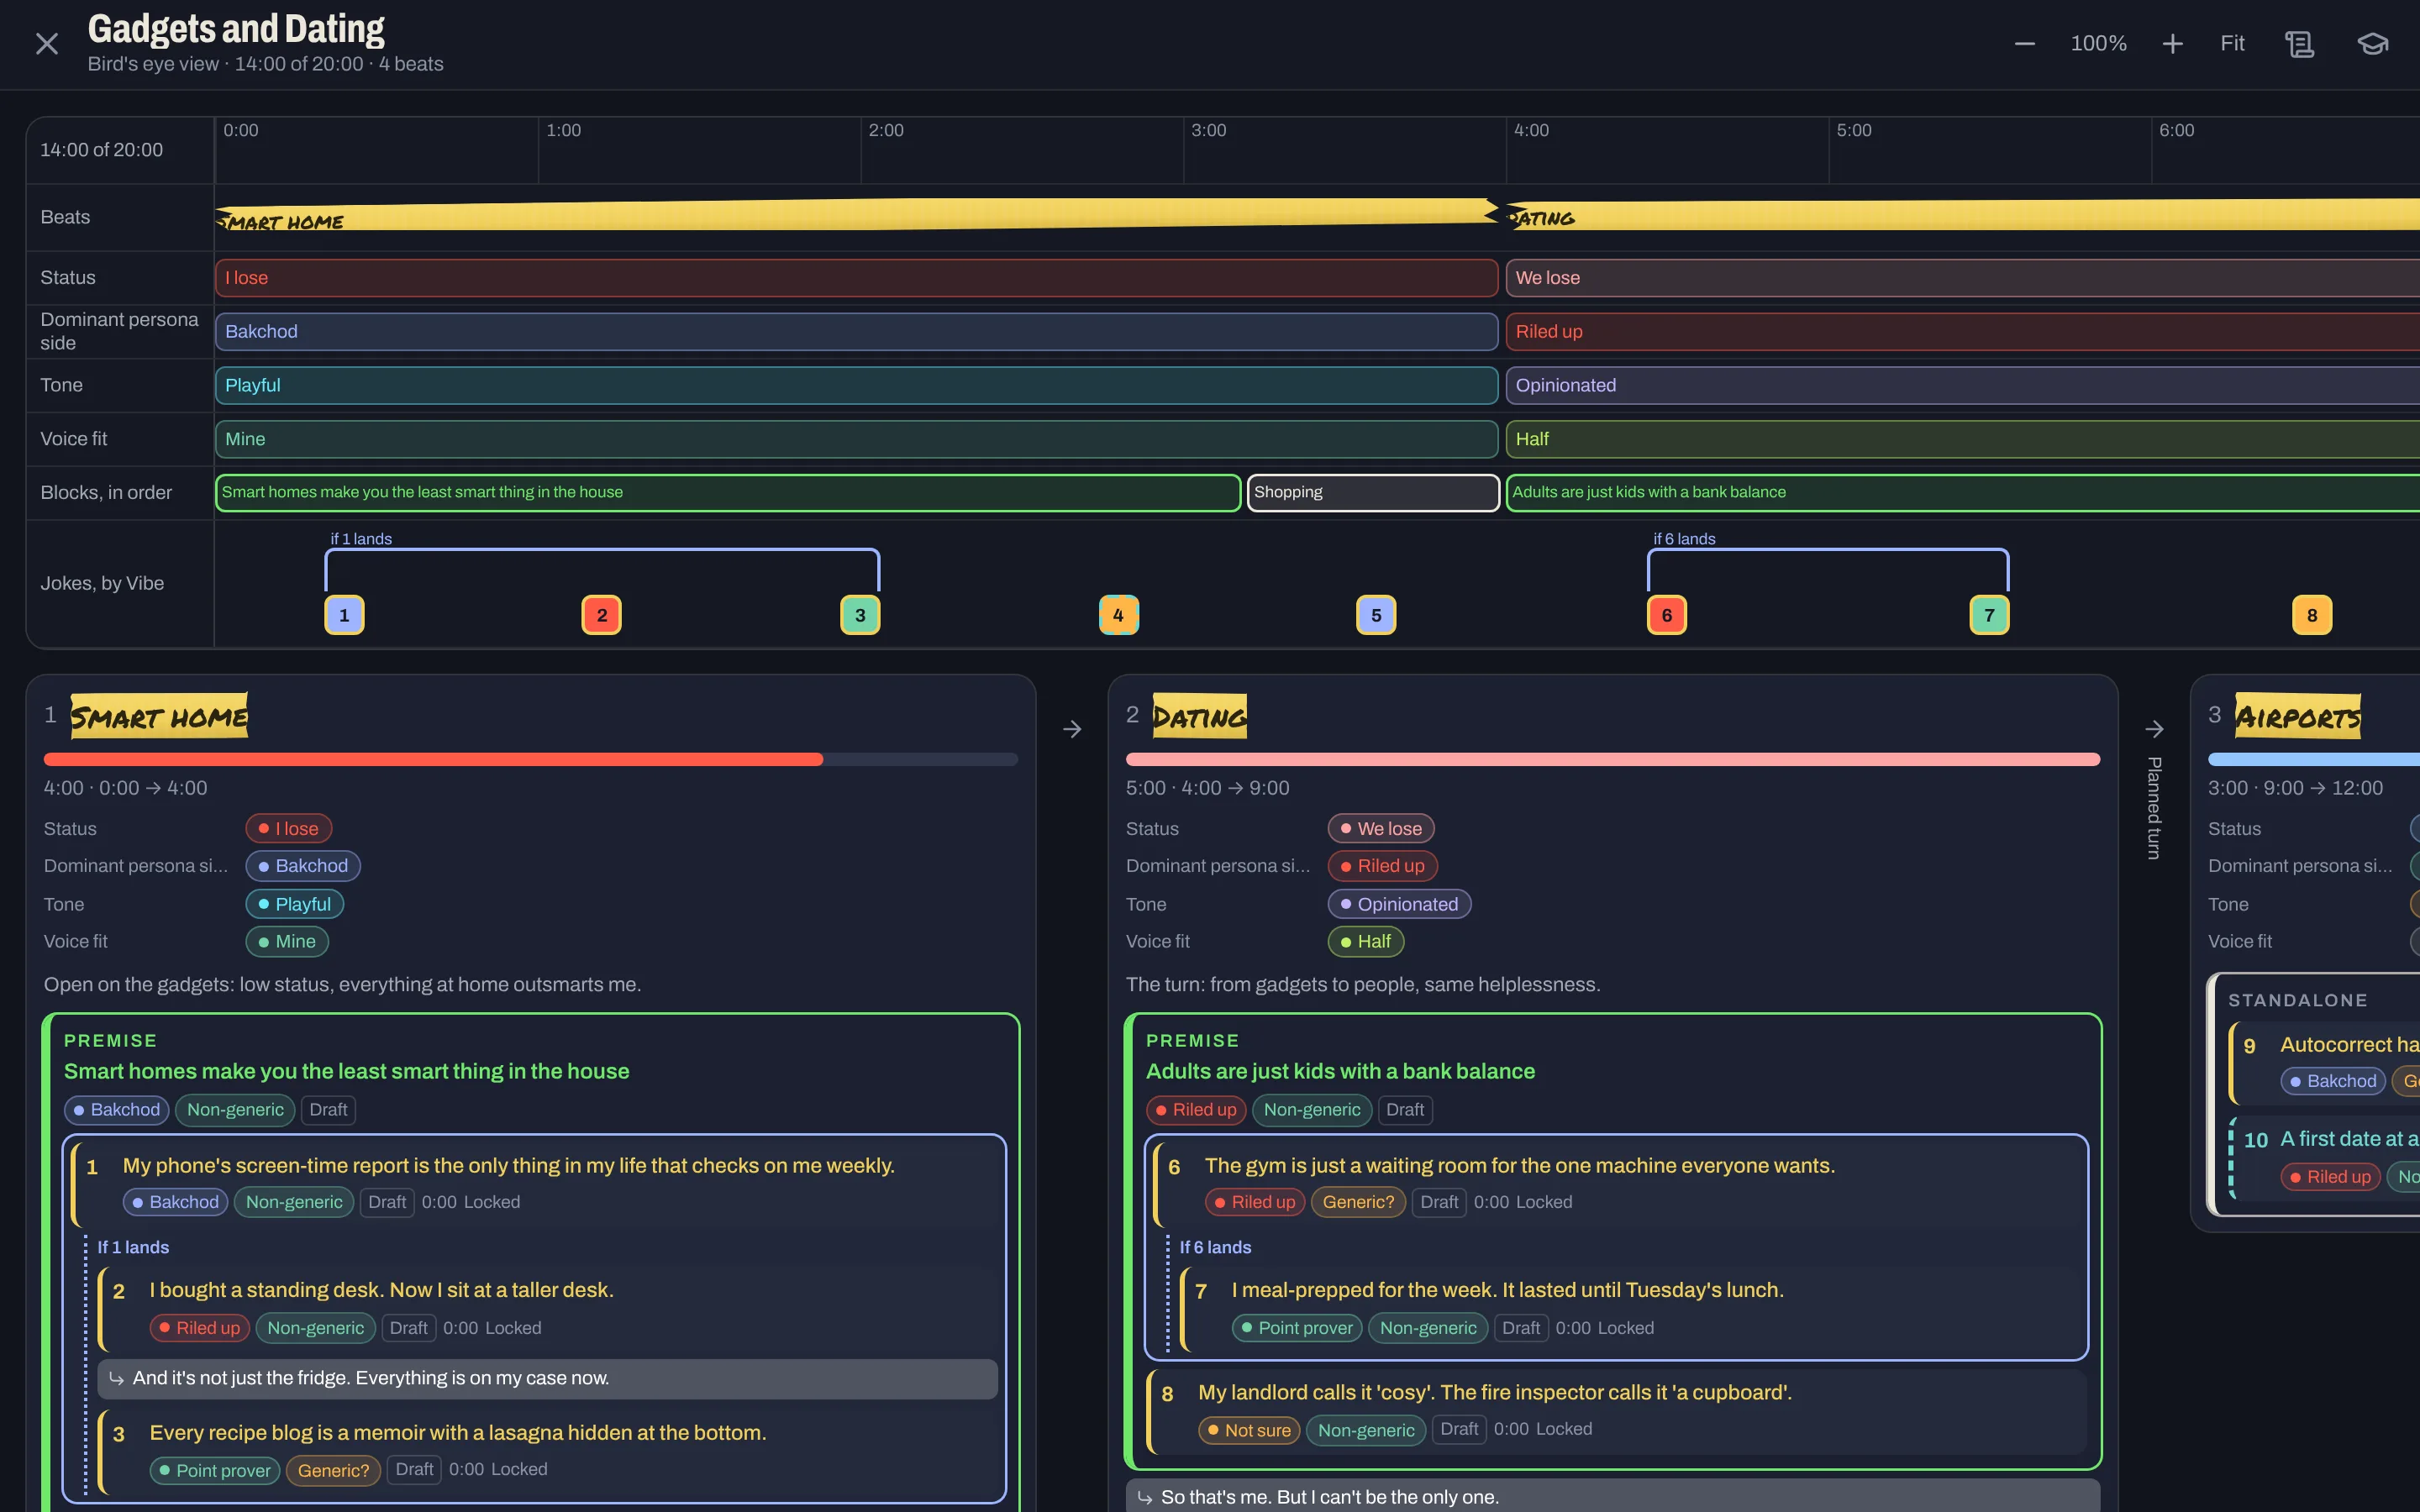 Gadgets and Dating
Bird's eye view · 14:00 of 20:00 · 4 beats
100%
Fit
14:00 of 20:00
0:00
1:00
2:00
3:00
4:00
5:00
6:00
Beats
SMART HOME
DATING
Status
I lose
We lose
Dominant persona
side
Bakchod
Riled up
Tone
Playful
Opinionated
Voice fit
Mine
Half
Blocks, in order
Smart homes make you the least smart thing in the house
Shopping
Adults are just kids with a bank balance
Jokes, by Vibe
if 1 lands
if 6 lands
1
2
3
4
5
6
7
8
1 SMART HOME
4:00 · 0:00 → 4:00
Status I lose
Dominant persona si... Bakchod
Tone Playful
Voice fit Mine
Open on the gadgets: low status, everything at home outsmarts me.
PREMISE
Smart homes make you the least smart thing in the house
Bakchod Non-generic Draft
1 My phone's screen-time report is the only thing in my life that checks on me weekly.
Bakchod Non-generic Draft 0:00 Locked
If 1 lands
2 I bought a standing desk. Now I sit at a taller desk.
Riled up Non-generic Draft 0:00 Locked
↳ And it's not just the fridge. Everything is on my case now.
3 Every recipe blog is a memoir with a lasagna hidden at the bottom.
Point prover Generic? Draft 0:00 Locked
→
2 DATING
5:00 · 4:00 → 9:00
Status We lose
Dominant persona si... Riled up
Tone Opinionated
Voice fit Half
The turn: from gadgets to people, same helplessness.
PREMISE
Adults are just kids with a bank balance
Riled up Non-generic Draft
6 The gym is just a waiting room for the one machine everyone wants.
Riled up Generic? Draft 0:00 Locked
If 6 lands
7 I meal-prepped for the week. It lasted until Tuesday's lunch.
Point prover Non-generic Draft 0:00 Locked
8 My landlord calls it 'cosy'. The fire inspector calls it 'a cupboard'.
Not sure Non-generic Draft 0:00 Locked
↳ So that's me. But I can't be the only one.
→
Planned turn
3 AIRPORTS
3:00 · 9:00 → 12:00
Status
Dominant persona si...
Tone
Voice fit
STANDALONE
9 Autocorrect ha
Bakchod
10 A first date at a
Riled up